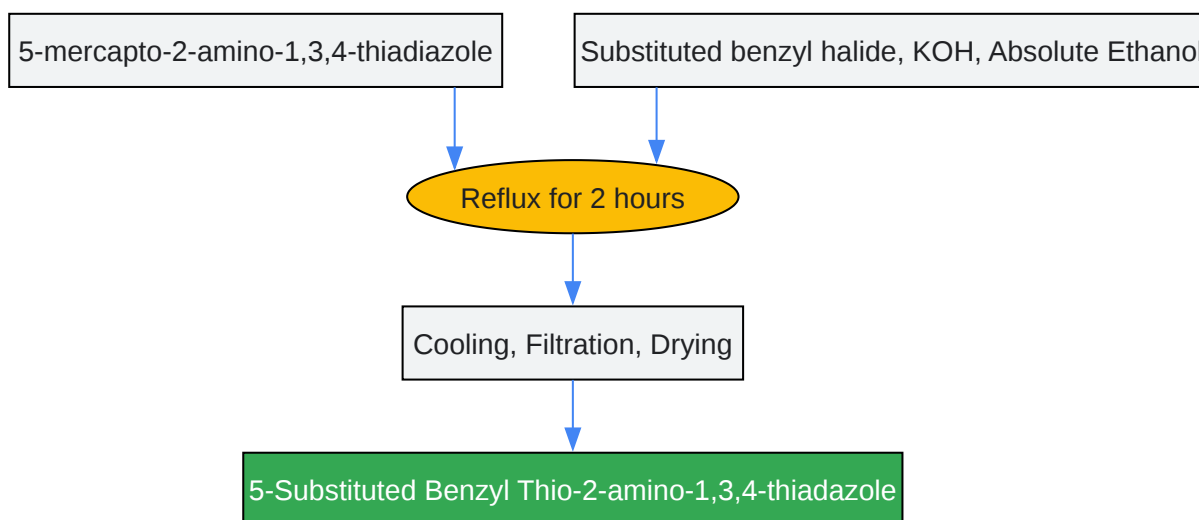 5-mercapto-2-amino-1,3,4-thiadiazole
Substituted benzyl halide, KOH, Absolute Ethanol
Reflux for 2 hours
Cooling, Filtration, Drying
5-Substituted Benzyl Thio-2-amino-1,3,4-thiadazole